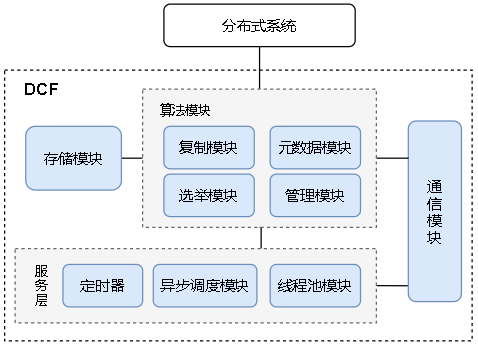 分布式系统
DCF
算法模块
存储模块
复制模块
元数据模块
选举模块
管理模块
通信模块
服务层
定时器
异步调度模块
线程池模块